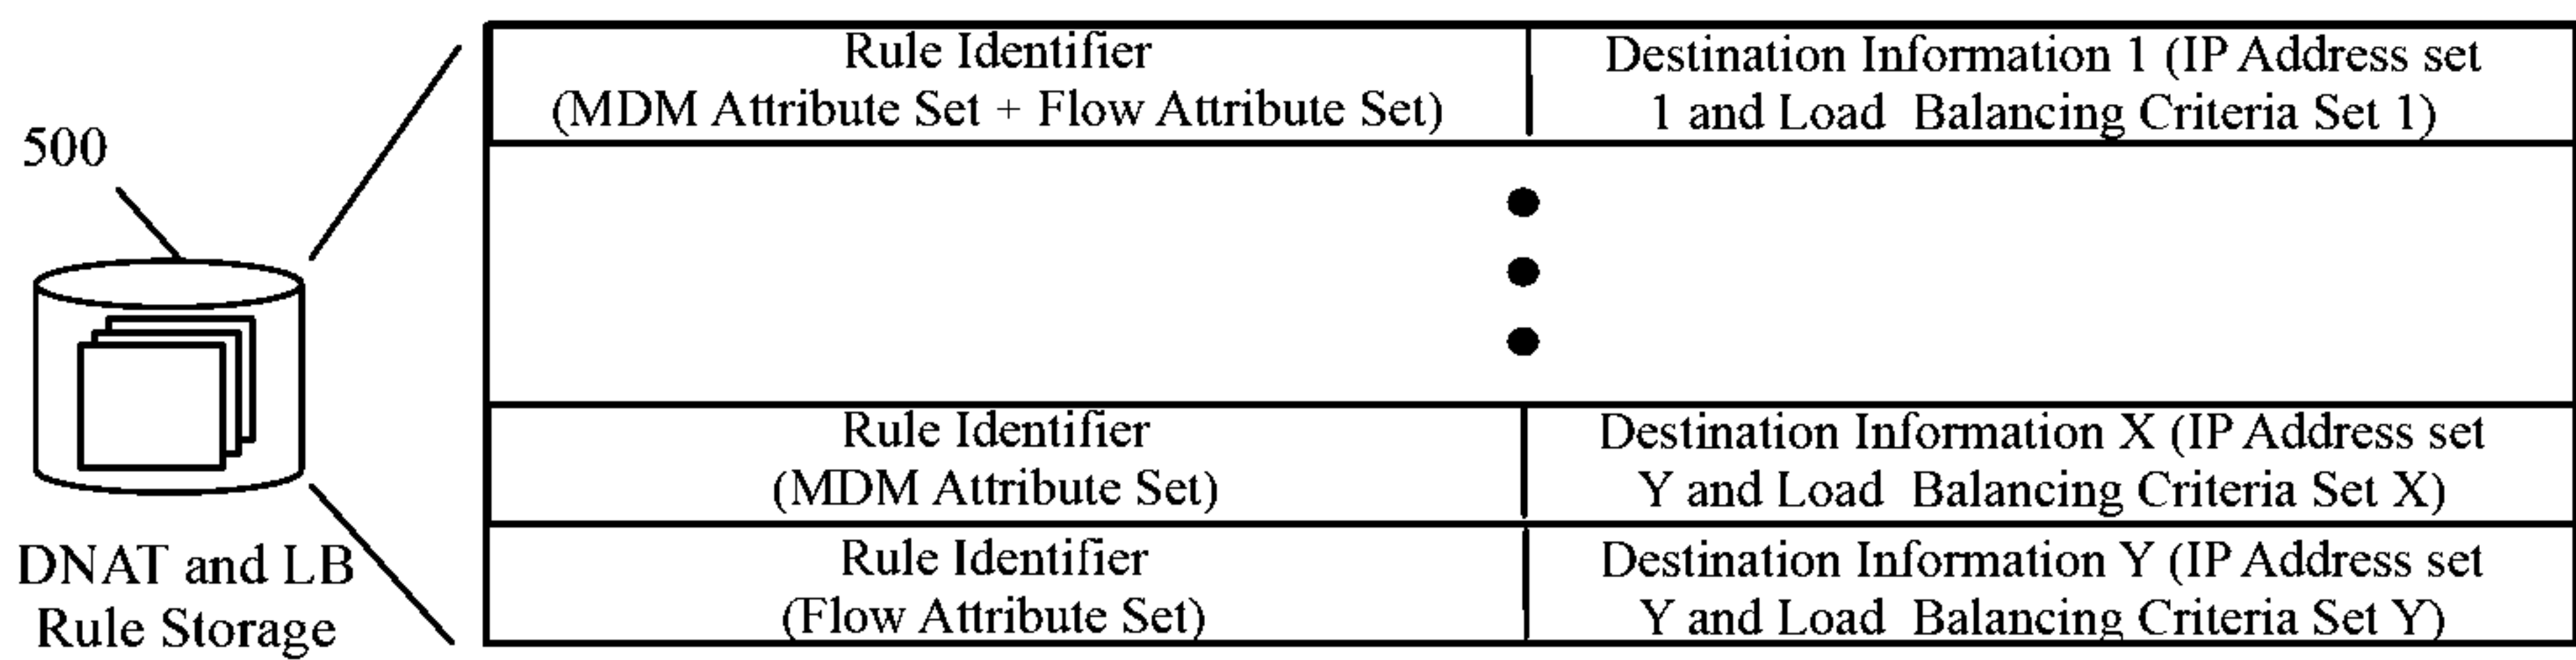 500
DNAT and LB
Rule Storage
Rule Identifier
(MDM Attribute Set + Flow Attribute Set)
Destination Information 1 (IP Address set
1 and Load Balancing Criteria Set 1)
Rule Identifier
(MDM Attribute Set)
Destination Information X (IP Address set
Y and Load Balancing Criteria Set X)
Rule Identifier
(Flow Attribute Set)
Destination Information Y (IP Address set
Y and Load Balancing Criteria Set Y)